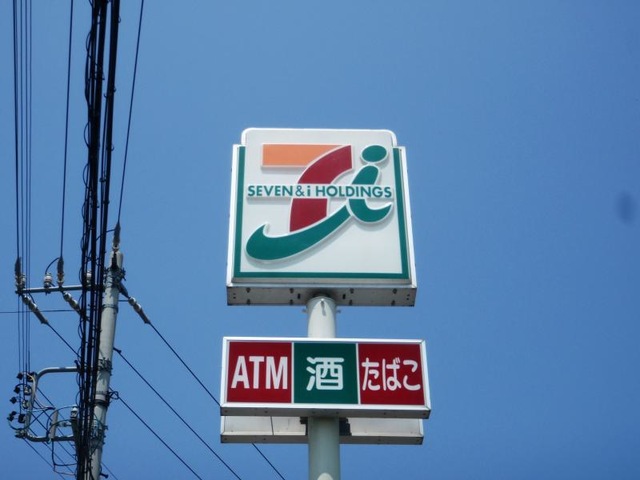 SEVEN & i HOLDINGS
ATM 酒 たばこ